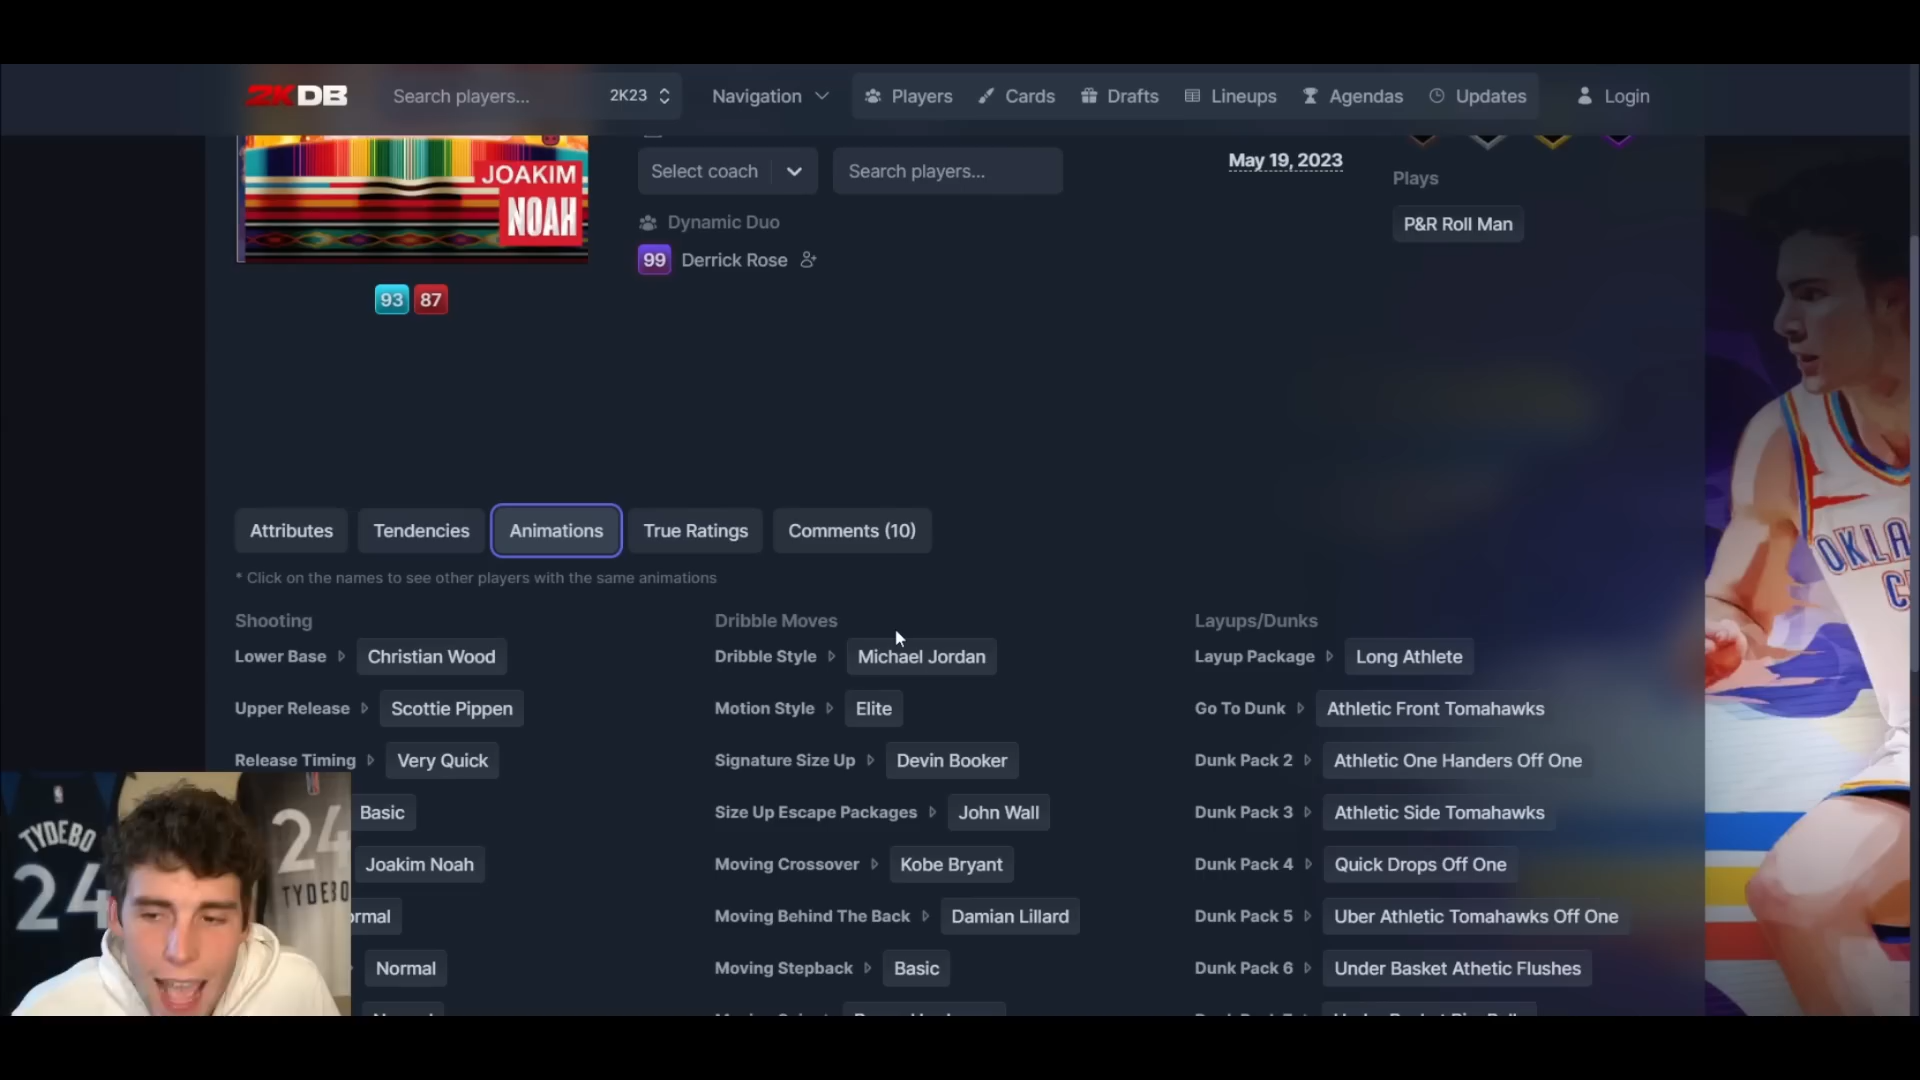 2KDB
Search players...
2K23
Navigation
Players
Cards
Drafts
Lineups
Agendas
Updates
Login
JOAKIM
NOAH
93 87
Select coach
Search players...
Dynamic Duo
99 Derrick Rose
May 19, 2023
Plays
P&R Roll Man
Attributes
Tendencies
Animations
True Ratings
Comments (10)
* Click on the names to see other players with the same animations
Shooting
Lower Base Christian Wood
Upper Release Scottie Pippen
Release Timing Very Quick
Basic
Joakim Noah
Normal
Dribble Moves
Dribble Style Michael Jordan
Motion Style Elite
Signature Size Up Devin Booker
Size Up Escape Packages John Wall
Moving Crossover Kobe Bryant
Moving Behind The Back Damian Lillard
Moving Stepback Basic
Layups/Dunks
Layup Package Long Athlete
Go To Dunk Athletic Front Tomahawks
Dunk Pack 2 Athletic One Handers Off One
Dunk Pack 3 Athletic Side Tomahawks
Dunk Pack 4 Quick Drops Off One
Dunk Pack 5 Uber Athletic Tomahawks Off One
Dunk Pack 6 Under Basket Athetic Flushes
TYDEBO
24
24
TYDEBO